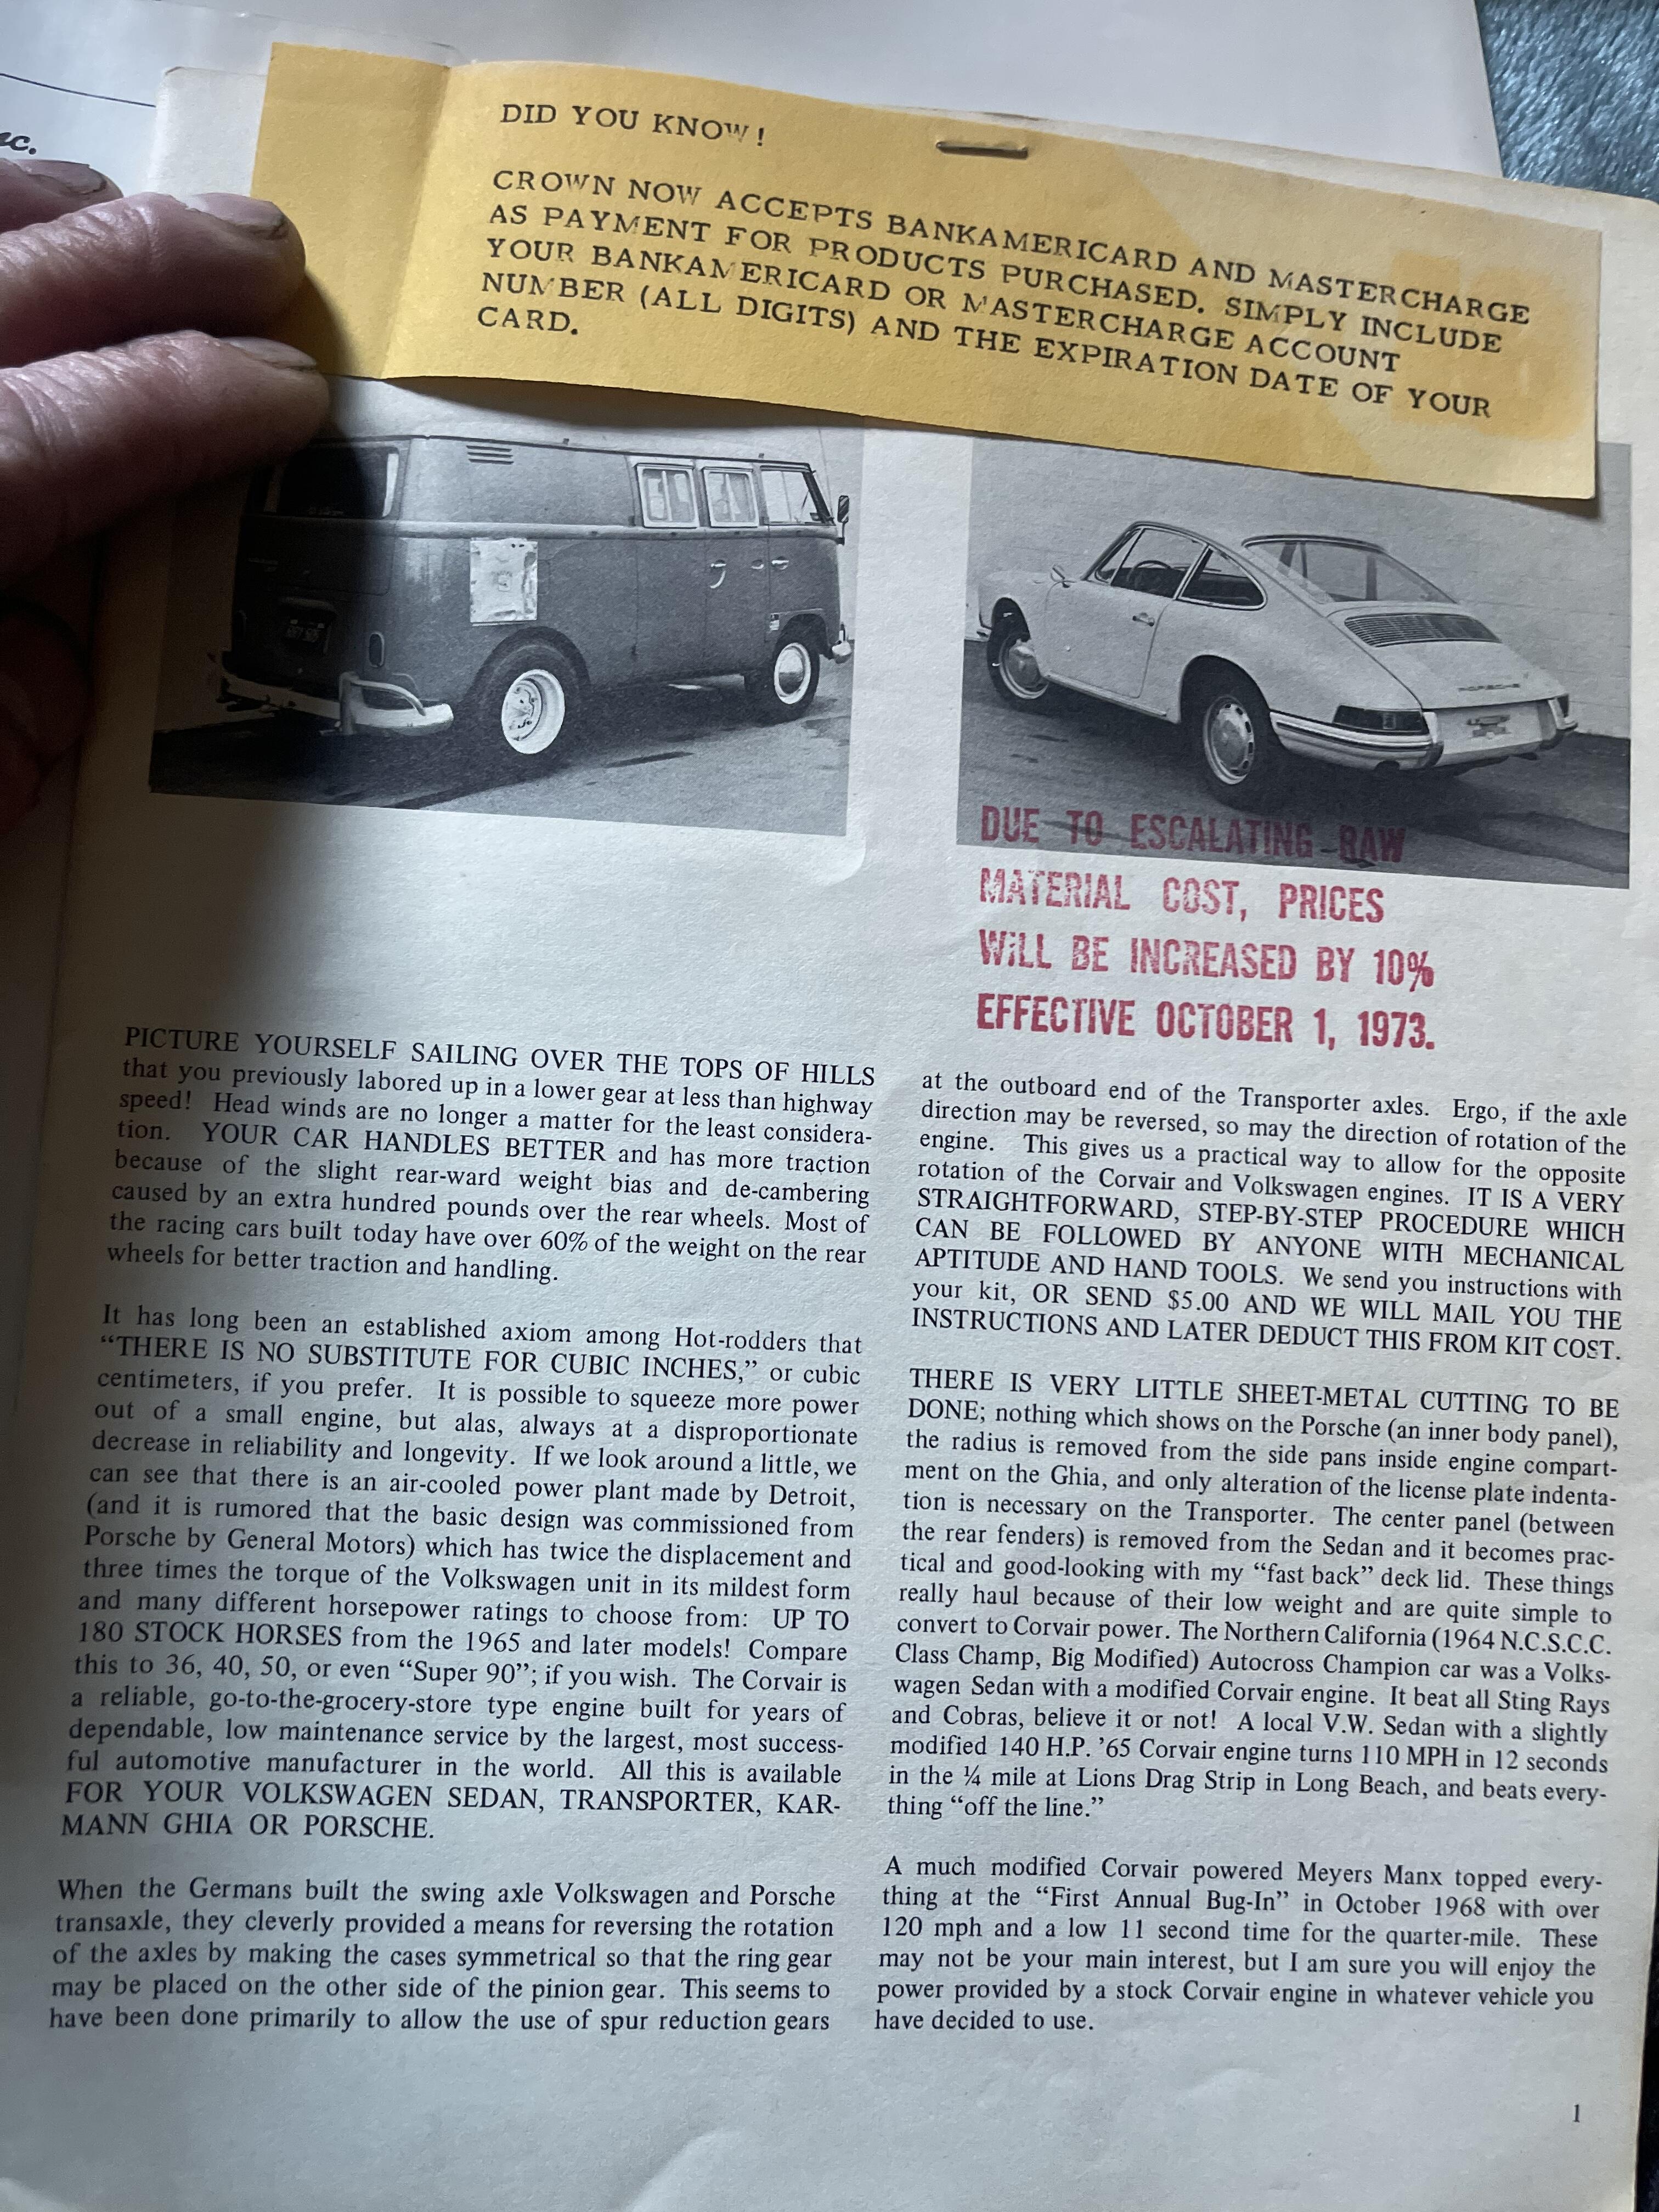 nc.
DID YOU KNOW!
CROWN NOW ACCEPTS BANKAMERICARD AND MASTERCHARGE
AS PAYMENT FOR PRODUCTS PURCHASED. SIMPLY INCLUDE
YOUR BANKAMERICARD OR MASTERCHARGE ACCOUNT
NUMBER (ALL DIGITS) AND THE EXPIRATION DATE OF YOUR
CARD.
PORSCHE
DUE TO ESCALATING RAW
MATERIAL COST, PRICES
WILL BE INCREASED BY 10%
EFFECTIVE OCTOBER 1, 1973.
PICTURE YOURSELF SAILING OVER THE TOPS OF HILLS
that you previously labored up in a lower gear at less than highway
speed! Head winds are no longer a matter for the least considera-
tion. YOUR CAR HANDLES BETTER and has more traction
because of the slight rear-ward weight bias and de-cambering
caused by an extra hundred pounds over the rear wheels. Most of
the racing cars built today have over 60% of the weight on the rear
wheels for better traction and handling.
It has long been an established axiom among Hot-rodders that
“THERE IS NO SUBSTITUTE FOR CUBIC INCHES,” or cubic
centimeters, if you prefer. It is possible to squeeze more power
out of a small engine, but alas, always at a disproportionate
decrease in reliability and longevity. If we look around a little, we
can see that there is an air-cooled power plant made by Detroit,
(and it is rumored that the basic design was commissioned from
Porsche by General Motors) which has twice the displacement and
three times the torque of the Volkswagen unit in its mildest form
and many different horsepower ratings to choose from: UP TO
180 STOCK HORSES from the 1965 and later models! Compare
this to 36, 40, 50, or even “Super 90”; if you wish. The Corvair is
a reliable, go-to-the-grocery-store type engine built for years of
dependable, low maintenance service by the largest, most success-
ful automotive manufacturer in the world. All this is available
FOR YOUR VOLKSWAGEN SEDAN, TRANSPORTER, KAR-
MANN GHIA OR PORSCHE.
When the Germans built the swing axle Volkswagen and Porsche
transaxle, they cleverly provided a means for reversing the rotation
of the axles by making the cases symmetrical so that the ring gear
may be placed on the other side of the pinion gear. This seems to
have been done primarily to allow the use of spur reduction gears
at the outboard end of the Transporter axles. Ergo, if the axle
direction may be reversed, so may the direction of rotation of the
engine. This gives us a practical way to allow for the opposite
rotation of the Corvair and Volkswagen engines. IT IS A VERY
STRAIGHTFORWARD, STEP-BY-STEP PROCEDURE WHICH
CAN BE FOLLOWED BY ANYONE WITH MECHANICAL
APTITUDE AND HAND TOOLS. We send you instructions with
your kit, OR SEND $5.00 AND WE WILL MAIL YOU THE
INSTRUCTIONS AND LATER DEDUCT THIS FROM KIT COST.
THERE IS VERY LITTLE SHEET-METAL CUTTING TO BE
DONE; nothing which shows on the Porsche (an inner body panel),
the radius is removed from the side pans inside engine compart-
ment on the Ghia, and only alteration of the license plate indenta-
tion is necessary on the Transporter. The center panel (between
the rear fenders) is removed from the Sedan and it becomes prac-
tical and good-looking with my “fast back” deck lid. These things
really haul because of their low weight and are quite simple to
convert to Corvair power. The Northern California (1964 N.C.S.C.C.
Class Champ, Big Modified) Autocross Champion car was a Volks-
wagen Sedan with a modified Corvair engine. It beat all Sting Rays
and Cobras, believe it or not! A local V.W. Sedan with a slightly
modified 140 H.P. ’65 Corvair engine turns 110 MPH in 12 seconds
in the ¼ mile at Lions Drag Strip in Long Beach, and beats every-
thing “off the line.”
A much modified Corvair powered Meyers Manx topped every-
thing at the “First Annual Bug-In” in October 1968 with over
120 mph and a low 11 second time for the quarter-mile. These
may not be your main interest, but I am sure you will enjoy the
power provided by a stock Corvair engine in whatever vehicle you
have decided to use.
1